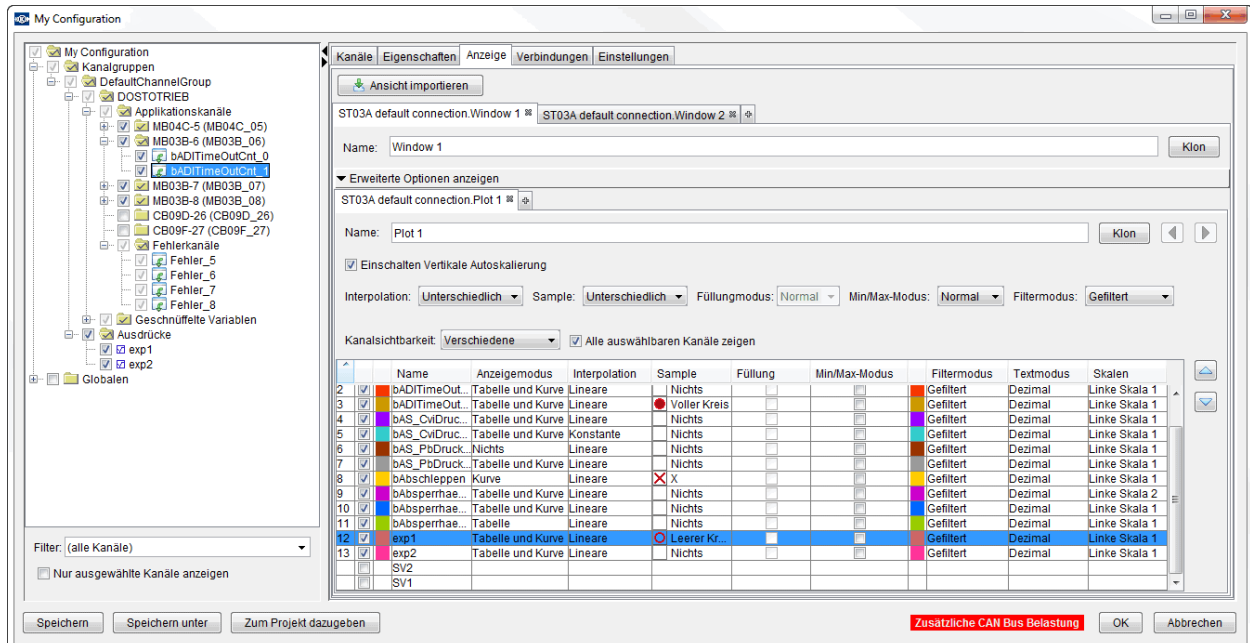 My Configuration
My Configuration
Kanalgruppen
DefaultChannelGroup
DOSTOTRIEB
Applikationskanäle
MB04C-5 (MB04C_05)
MB03B-6 (MB03B_06)
bADITimeOutCnt_0
bADITimeOutCnt_1
MB03B-7 (MB03B_07)
MB03B-8 (MB03B_08)
CB09D-26 (CB09D_26)
CB09F-27 (CB09F_27)
Fehlerkanäle
Fehler_5
Fehler_6
Fehler_7
Fehler_8
Geschnüffelte Variablen
Ausdrücke
exp1
exp2
Globalen
Filter: (alle Kanäle)
Nur ausgewählte Kanäle anzeigen
Kanäle Eigenschaften Anzeige Verbindungen Einstellungen
Ansicht importieren
ST03A default connection.Window 1 ST03A default connection.Window 2
Name: Window 1 Klon
Erweiterte Optionen anzeigen
ST03A default connection.Plot 1
Name: Plot 1 Klon
Einschalten Vertikale Autoskalierung
Interpolation: Unterschiedlich Sample: Unterschiedlich Füllungmodus: Normal Min/Max-Modus: Normal Filtermodus: Gefiltert
Kanalsichtbarkeit: Verschiedene Alle auswählbaren Kanäle zeigen
Name Anzeigemodus Interpolation Sample Füllung Min/Max-Modus Filtermodus Textmodus Skalen
2 bADITimeOut... Tabelle und Kurve Lineare Nichts Gefiltert Dezimal Linke Skala 1
3 bADITimeOut... Tabelle und Kurve Lineare Voller Kreis Gefiltert Dezimal Linke Skala 1
4 bAS_CviDruc... Tabelle und Kurve Lineare Nichts Gefiltert Dezimal Linke Skala 1
5 bAS_CviDruc... Tabelle und Kurve Konstante Nichts Gefiltert Dezimal Linke Skala 1
6 bAS_PbDruck... Nichts Lineare Nichts Gefiltert Dezimal Linke Skala 1
7 bAS_PbDruck... Tabelle und Kurve Lineare Nichts Gefiltert Dezimal Linke Skala 1
8 bAbschleppen Kurve Lineare X Gefiltert Dezimal Linke Skala 1
9 bAbsperrhae... Tabelle und Kurve Lineare Nichts Gefiltert Dezimal Linke Skala 2
10 bAbsperrhae... Tabelle und Kurve Lineare Nichts Gefiltert Dezimal Linke Skala 1
11 bAbsperrhae... Tabelle Lineare Nichts Gefiltert Dezimal Linke Skala 1
12 exp1 Tabelle und Kurve Lineare Leerer Kr... Gefiltert Dezimal Linke Skala 1
13 exp2 Tabelle und Kurve Lineare Nichts Gefiltert Dezimal Linke Skala 1
SV2
SV1
Speichern Speichern unter Zum Projekt dazugeben Zusätzliche CAN Bus Belastung OK Abbrechen